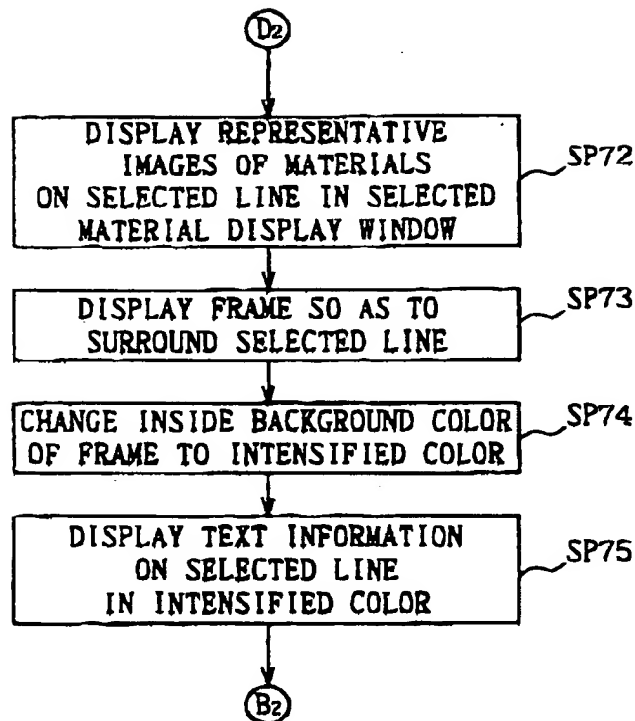 D2
DISPLAY REPRESENTATIVE
IMAGES OF MATERIALS
ON SELECTED LINE IN SELECTED
MATERIAL DISPLAY WINDOW
SP72
DISPLAY FRAME SO AS TO
SURROUND SELECTED LINE
SP73
CHANGE INSIDE BACKGROUND COLOR
OF FRAME TO INTENSIFIED COLOR
SP74
DISPLAY TEXT INFORMATION
ON SELECTED LINE
IN INTENSIFIED COLOR
SP75
B2